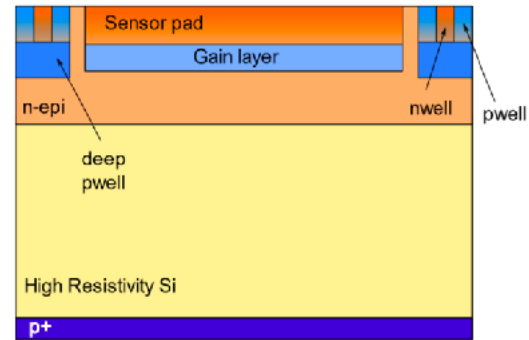 Sensor pad
Gain layer
n-epi
nwell
pwell
deep
pwell
High Resistivity Si
p+